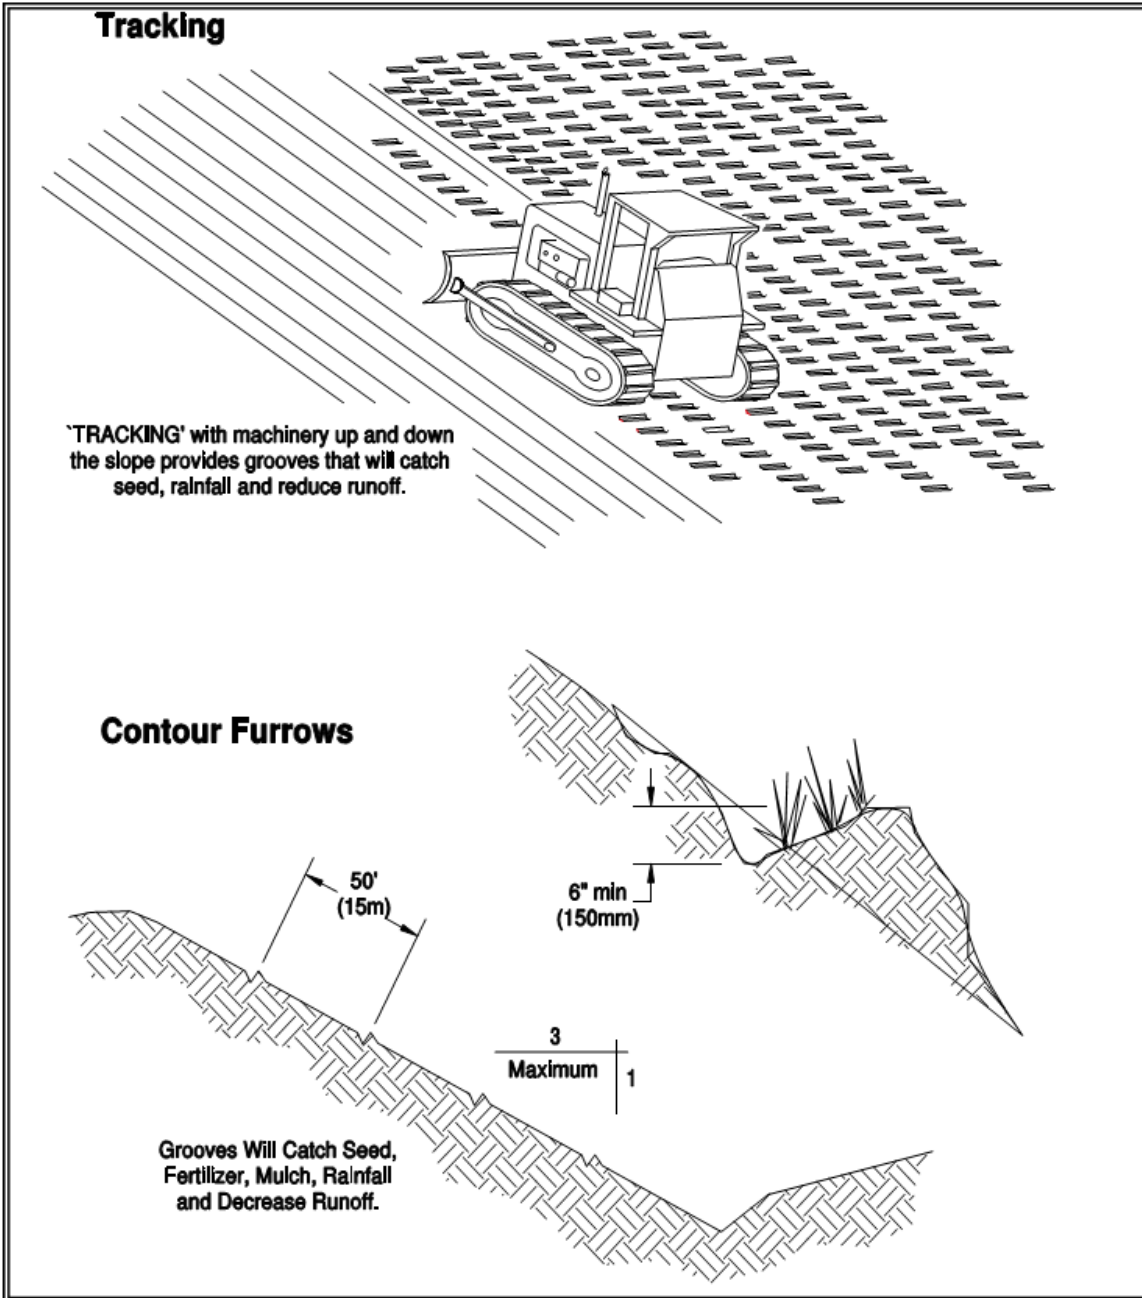 Tracking
`TRACKING' with machinery up and down
the slope provides grooves that will catch
seed, rainfall and reduce runoff.
Contour Furrows
50'
(15m)
6" min
(150mm)
3
Maximum
1
Grooves Will Catch Seed,
Fertilizer, Mulch, Rainfall
and Decrease Runoff.